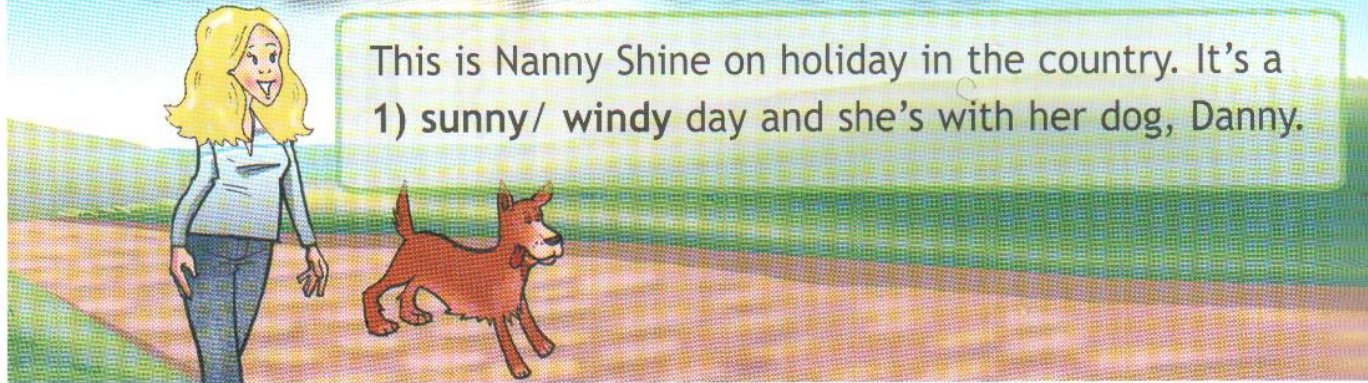 This is Nanny Shine on holiday in the country. It's a
1) sunny/ windy day and she's with her dog, Danny.